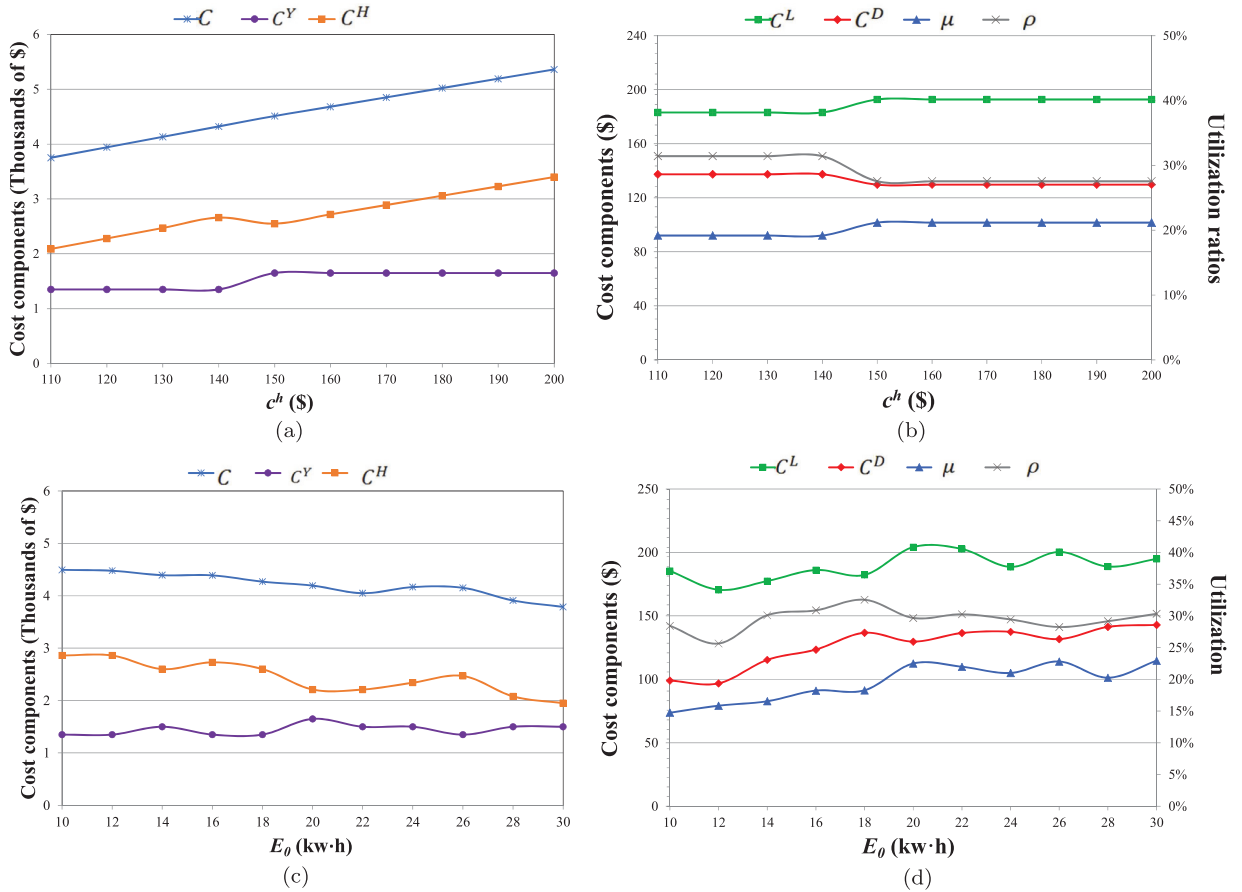 C C^Y C^H
Cost components (Thousands of $)
6
5
4
3
2
1
0
110 120 130 140 150 160 170 180 190 200
c^h ($)
(a)
C^L C^D μ ρ
Cost components ($)
240
200
160
120
80
40
0
50%
40%
30%
20%
10%
0%
Utilization ratios
110 120 130 140 150 160 170 180 190 200
c^h ($)
(b)
C C^Y C^H
Cost components (Thousands of $)
6
5
4
3
2
1
0
10 12 14 16 18 20 22 24 26 28 30
E_0 (kw·h)
(c)
C^L C^D μ ρ
Cost components ($)
250
200
150
100
50
0
50%
45%
40%
35%
30%
25%
20%
15%
10%
5%
0%
Utilization
10 12 14 16 18 20 22 24 26 28 30
E_0 (kw·h)
(d)